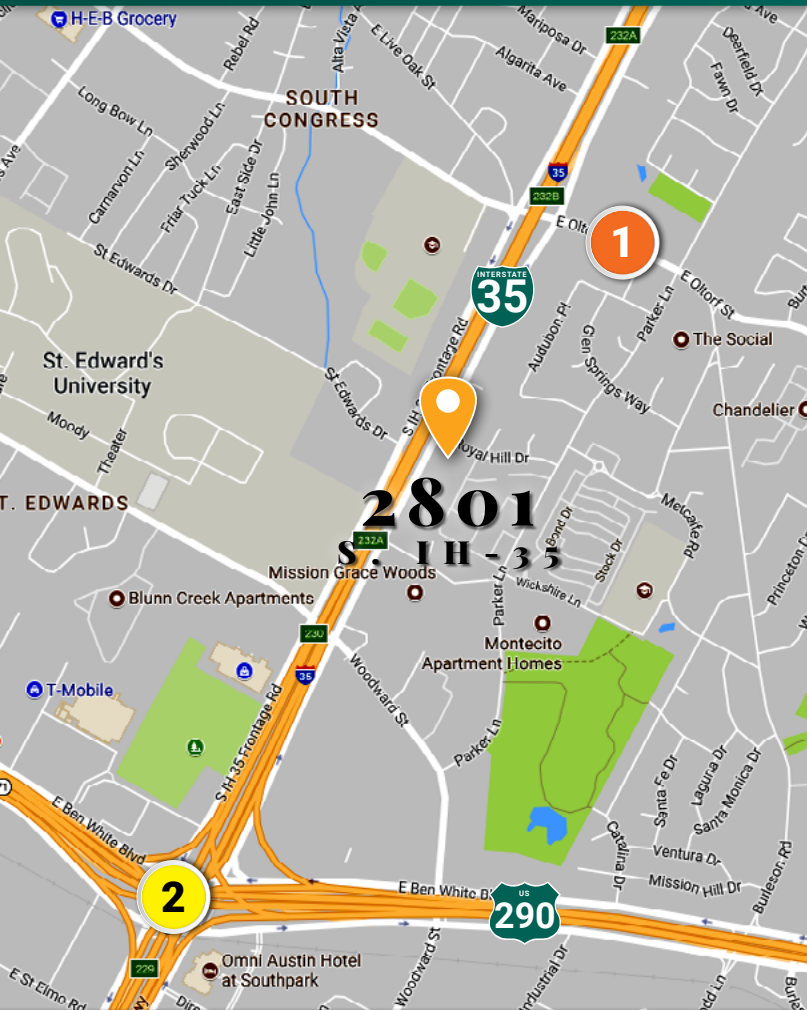 H-E-B Grocery
Rebel Rd
Alta Vista A
E Live Oak St
Mariposa Dr
Algarita Ave
232A
Ave
Deerfield Dr
Fawn Dr
SOUTH
CONGRESS
Long Bow Ln
Sherwood Ln
Carnarvon Ln
Friar Tuck Ln
East Side Dr
Little John Ln
s Ave
35
232B
E Olto
1
INTERSTATE
35
St Edwards Dr
E Oltorf St
Parker Ln
Audubon Pl
Glen Springs Way
The Social
Chandelier
St. Edward's
University
Moody
Theater
St Edwards Dr
S IH
ontage Rd
Royal Hill Dr
T. EDWARDS
2801
S. IH-35
232A
Bond Dr
Stock Dr
Metcalfe Rd
Princeton D
Mission Grace Woods
Blunn Creek Apartments
Parker Ln
Wickshire Ln
230
Montecito
Apartment Homes
35
T-Mobile
Woodward St
S IH 35 Frontage Rd
Parker Ln
Santa Fe Dr
Laguna Dr
Santa Monica Dr
71
E Ben White Blvd
Catalina Dr
Ventura Dr
Mission Hill Dr
Burleson Rd
2
E Ben White B
US
290
229
Omni Austin Hotel
at Southpark
E St Elmo Rd
Woodward St
Industrial Dr
Burle